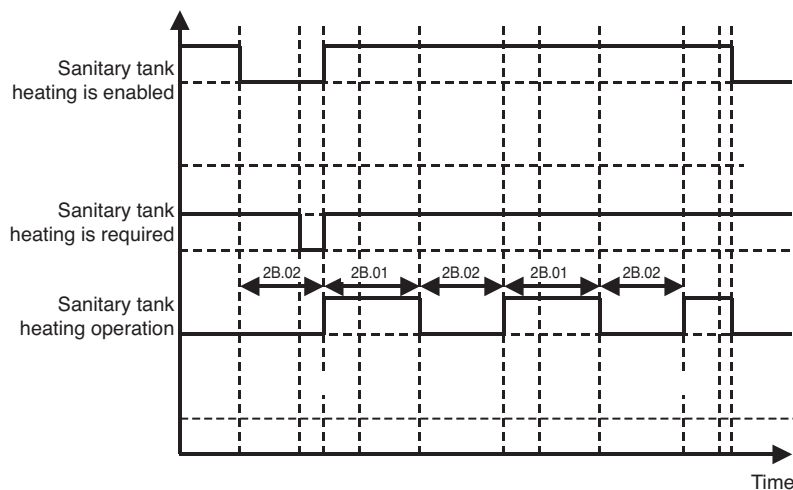 Sanitary tank
heating is enabled
Sanitary tank
heating is required
2B.02 2B.01 2B.02 2B.01 2B.02
Sanitary tank
heating operation
Time